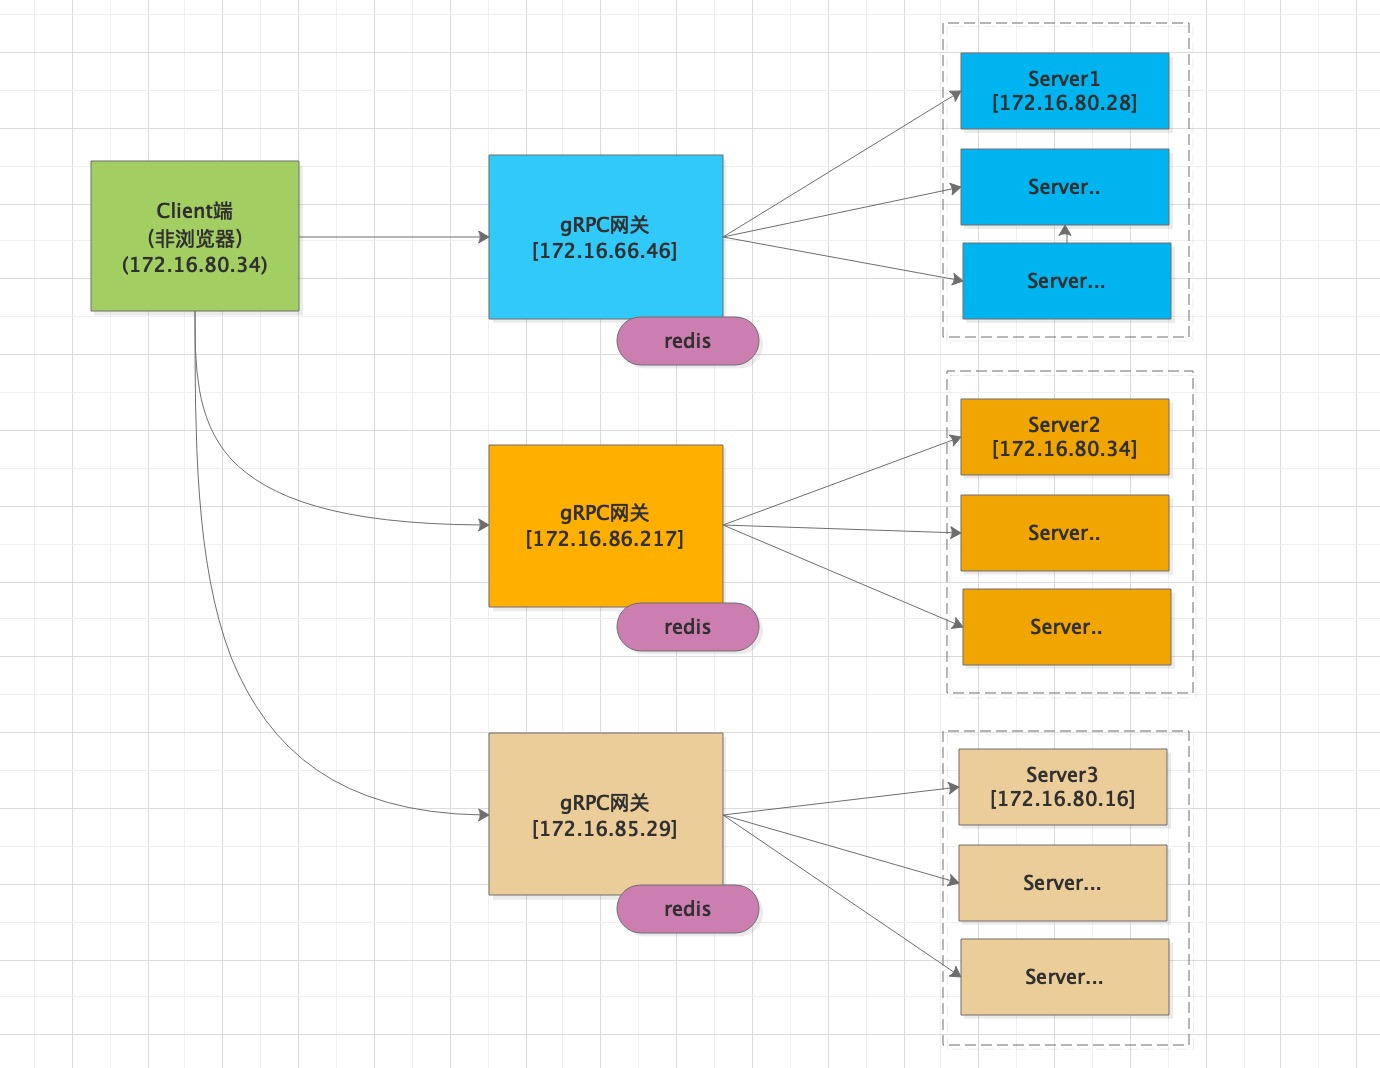 Client端
(非浏览器)
(172.16.80.34)
gRPC网关
[172.16.66.46]
redis
Server1
[172.16.80.28]
Server..
Server...
gRPC网关
[172.16.86.217]
redis
Server2
[172.16.80.34]
Server..
Server..
gRPC网关
[172.16.85.29]
redis
Server3
[172.16.80.16]
Server...
Server...